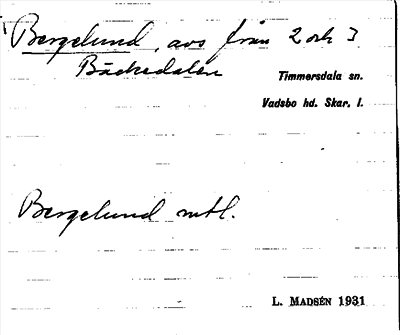 Bergelund, avs från 2 och 3
Bäckedalen
Timmersdala sn.
Vadsbo hd. Skar. l.
Bergelund mtl.
L. MADSÉN 1931